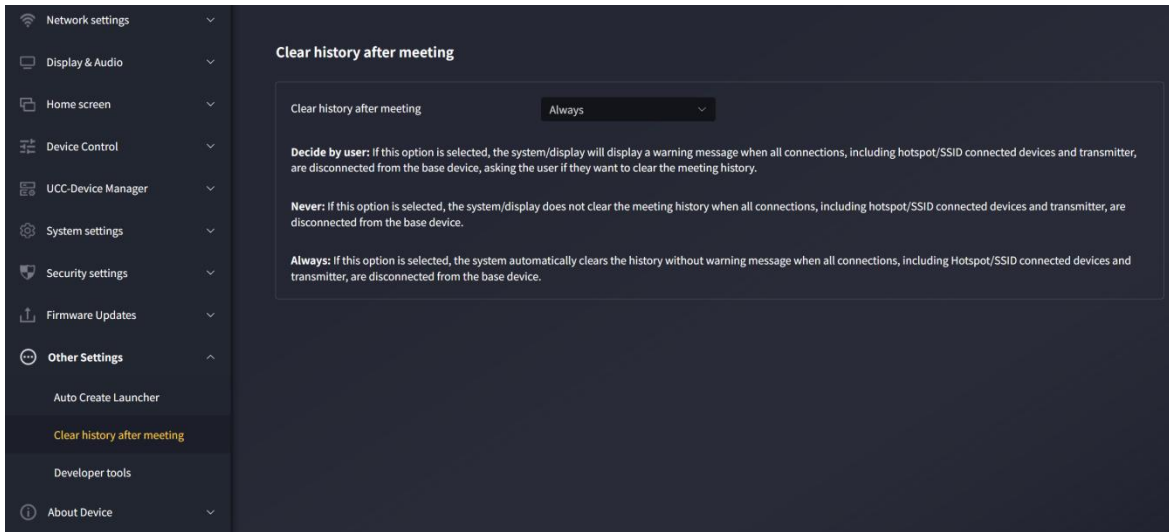 Network settings
Display & Audio
Home screen
Device Control
UCC-Device Manager
System settings
Security settings
Firmware Updates
Other Settings
Auto Create Launcher
Clear history after meeting
Developer tools
About Device
Clear history after meeting
Clear history after meeting
Always
Decide by user: If this option is selected, the system/display will display a warning message when all connections, including hotspot/SSID connected devices and transmitter,
are disconnected from the base device, asking the user if they want to clear the meeting history.
Never: If this option is selected, the system/display does not clear the meeting history when all connections, including hotspot/SSID connected devices and transmitter, are
disconnected from the base device.
Always: If this option is selected, the system automatically clears the history without warning message when all connections, including Hotspot/SSID connected devices and
transmitter, are disconnected from the base device.